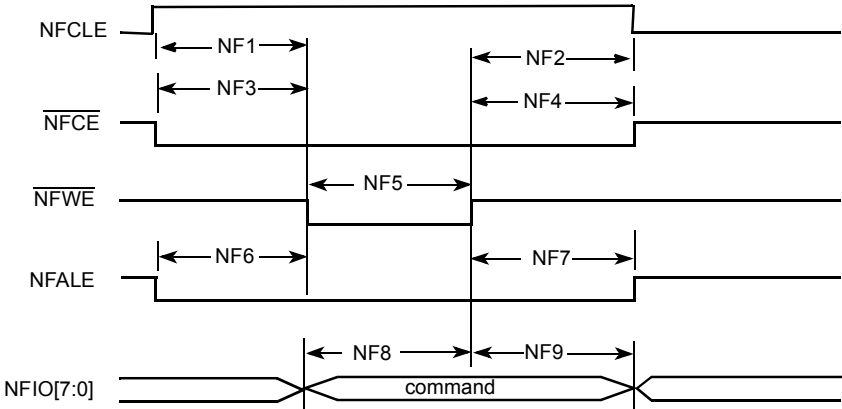 NFCLE
NF1
NF2
NF3
NF4
NFCE
NF5
NFWE
NF6
NF7
NFALE
NF8
NF9
NFIO[7:0]
command